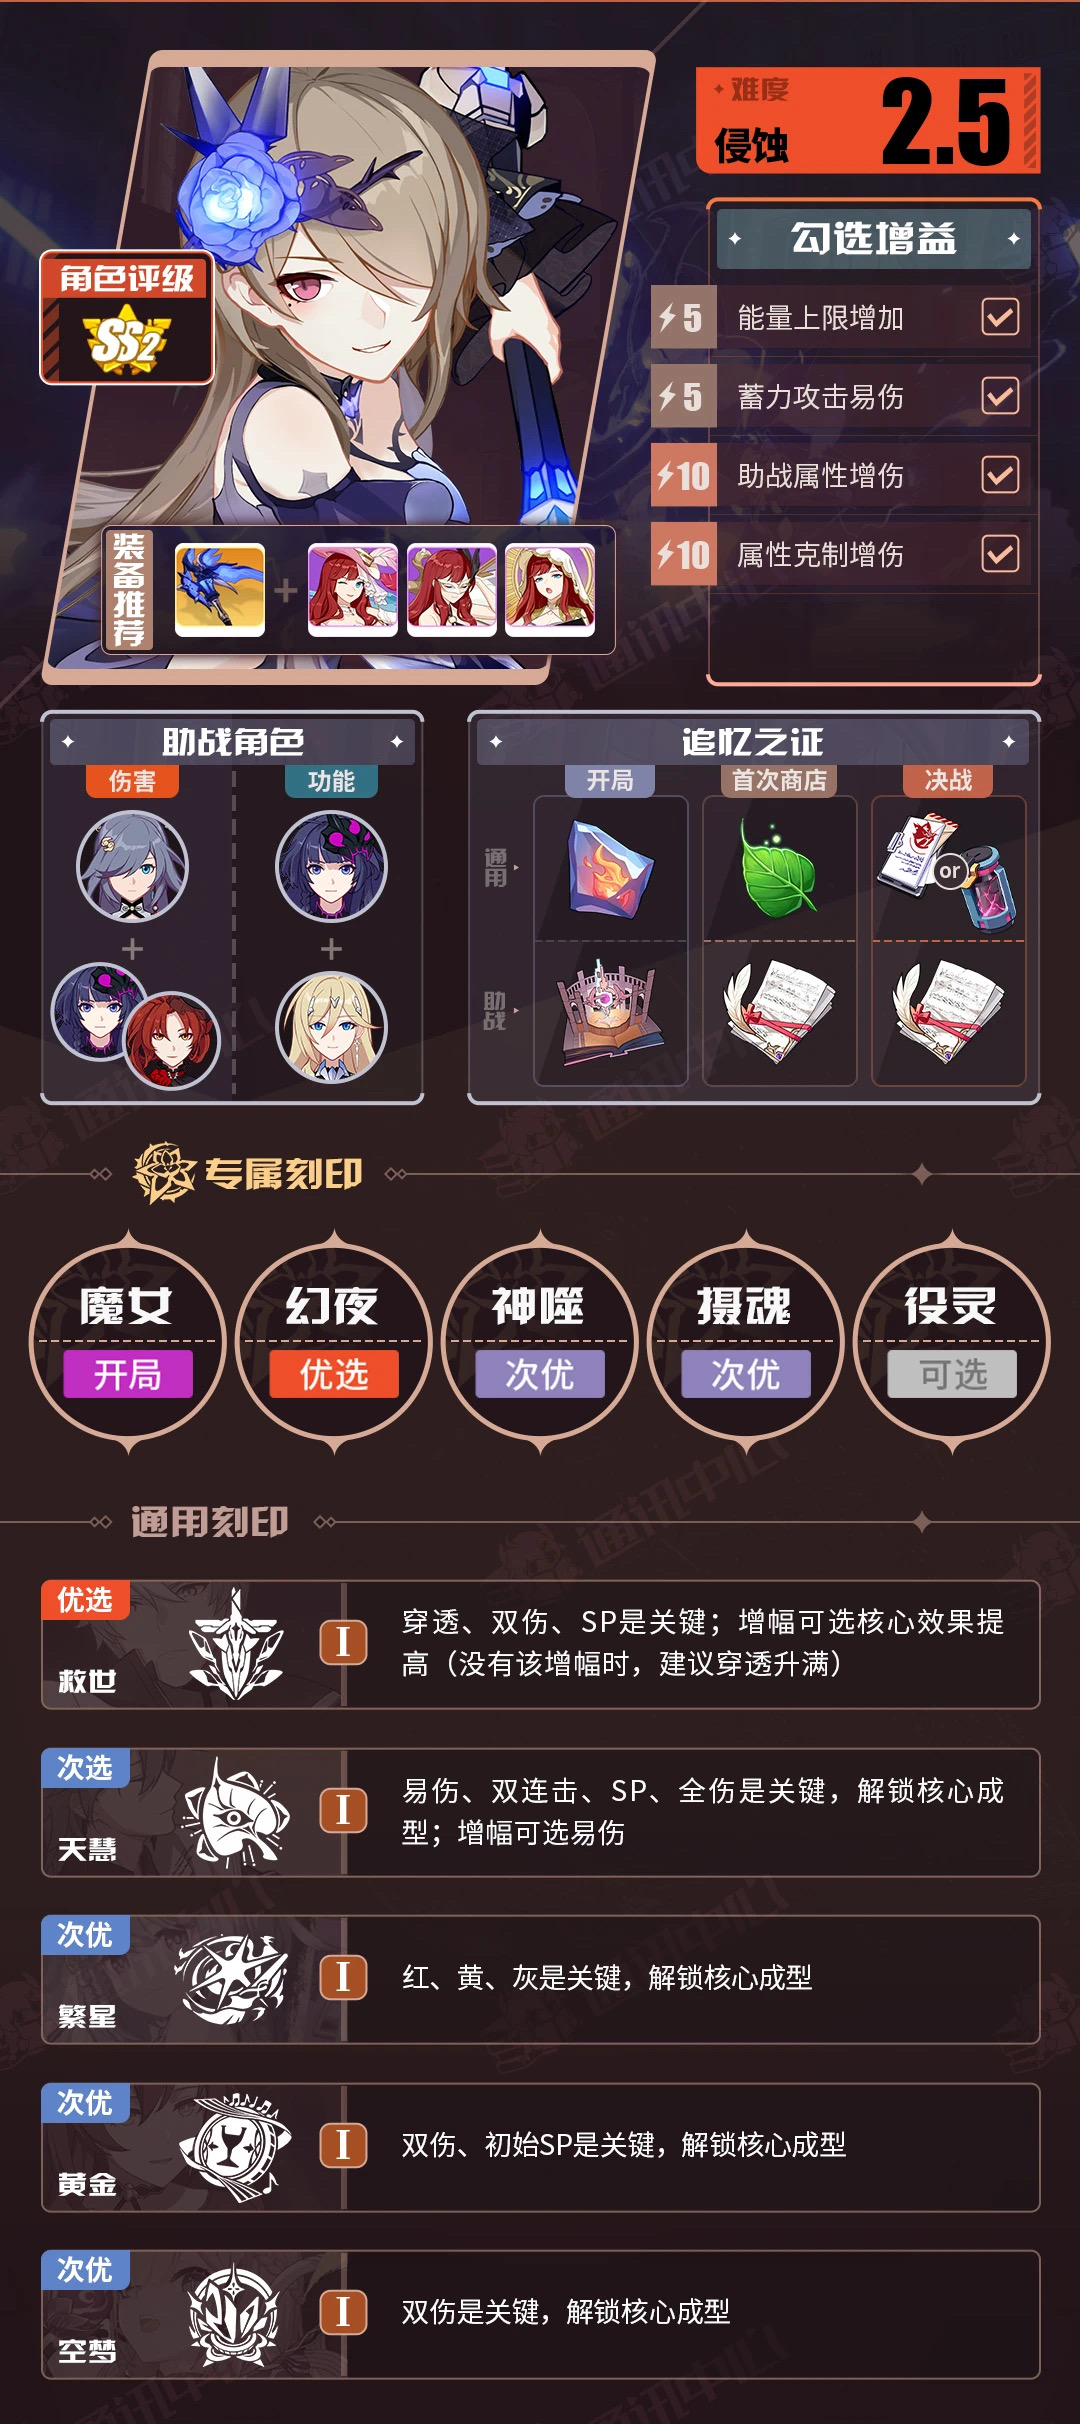 难度
侵蚀
2.5
勾选增益
5 能量上限增加
5 蓄力攻击易伤
10 助战属性增伤
10 属性克制增伤
角色评级
SS2
装备推荐
+
助战角色
伤害 功能
+ +
追忆之证
开局 首次商店 决战
通用
or
助战
专属刻印
魔女 幻夜 神噬 摄魂 役灵
开局 优选 次优 次优 可选
通用刻印
优选
救世
I
穿透、双伤、SP是关键；增幅可选核心效果提
高（没有该增幅时，建议穿透升满）
次选
天慧
I
易伤、双连击、SP、全伤是关键，解锁核心成
型；增幅可选易伤
次优
繁星
I
红、黄、灰是关键，解锁核心成型
次优
黄金
I
双伤、初始SP是关键，解锁核心成型
次优
空梦
I
双伤是关键，解锁核心成型
通讯中心